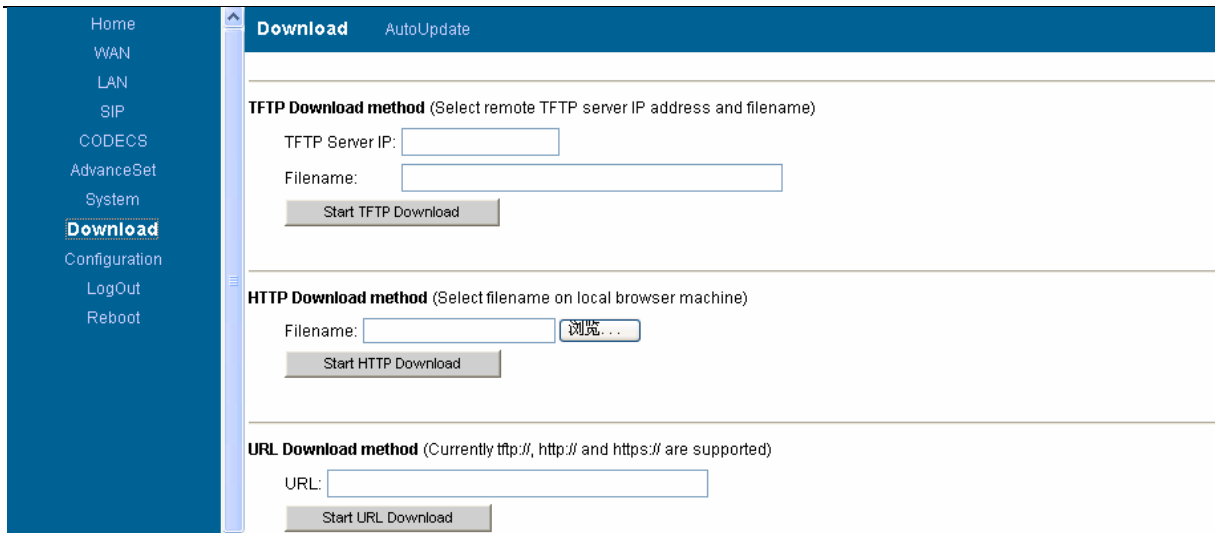 Home
WAN
LAN
SIP
CODECS
AdvanceSet
System
Download
Configuration
LogOut
Reboot
Download AutoUpdate
TFTP Download method (Select remote TFTP server IP address and filename)
TFTP Server IP:
Filename:
Start TFTP Download
HTTP Download method (Select filename on local browser machine)
Filename: 浏览...
Start HTTP Download
URL Download method (Currently tftp://, http:// and https:// are supported)
URL:
Start URL Download